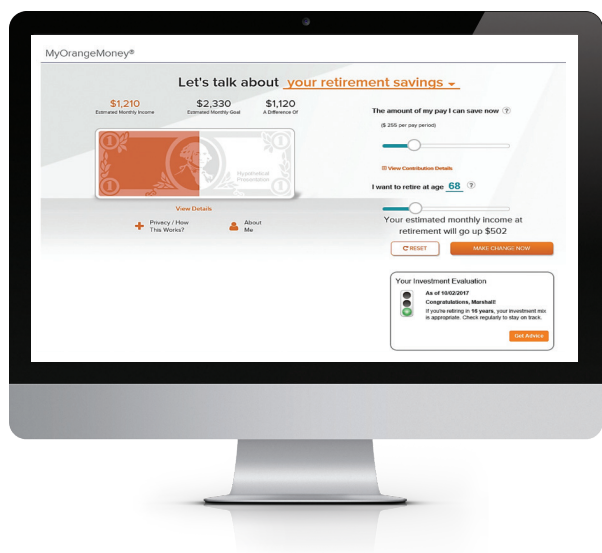 MyOrangeMoney®
Let's talk about your retirement savings
$1,210
Estimated Monthly Income
$2,330
Estimated Monthly Goal
$1,120
A Difference Of
1
1
Hypothetical
Presentation
1
1
View Details
Privacy / How
This Works?
About
Me
The amount of my pay I can save now ?
($ 255 per pay period)
View Contribution Details
I want to retire at age 68 ?
Your estimated monthly income at
retirement will go up $502
RESET
MAKE CHANGE NOW
Your Investment Evaluation
As of 10/02/2017
Congratulations, Marshall!
If you're retiring in 16 years, your investment mix
is appropriate. Check regularly to stay on track.
Get Advice